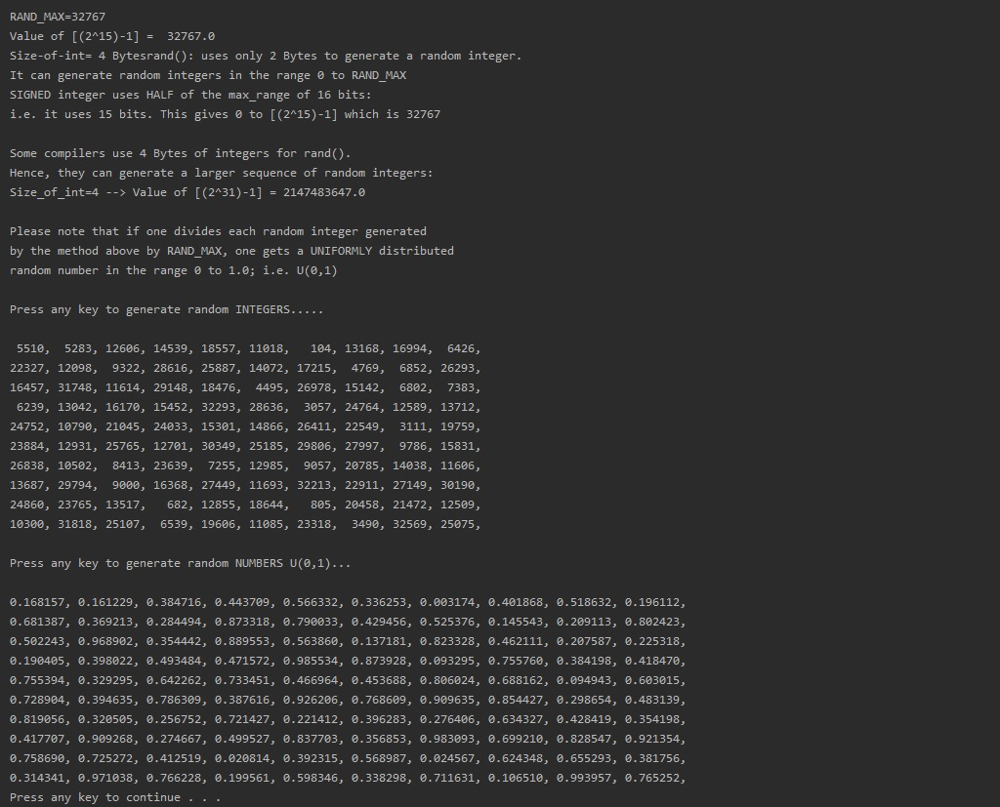 RAND_MAX=32767
Value of [(2^15)-1] =  32767.0
Size-of-int= 4 Bytesrand(): uses only 2 Bytes to generate a random integer.
It can generate random integers in the range 0 to RAND_MAX
SIGNED integer uses HALF of the max_range of 16 bits:
i.e. it uses 15 bits. This gives 0 to [(2^15)-1] which is 32767
Some compilers use 4 Bytes of integers for rand().
Hence, they can generate a larger sequence of random integers:
Size_of_int=4 --> Value of [(2^31)-1] = 2147483647.0
Please note that if one divides each random integer generated
by the method above by RAND_MAX, one gets a UNIFORMLY distributed
random number in the range 0 to 1.0; i.e. U(0,1)
Press any key to generate random INTEGERS.....
 5510,  5283, 12606, 14539, 18557, 11018,   104, 13168, 16994,  6426,
22327, 12098,  9322, 28616, 25887, 14072, 17215,  4769,  6852, 26293,
16457, 31748, 11614, 29148, 18476,  4495, 26978, 15142,  6802,  7383,
 6239, 13042, 16170, 15452, 32293, 28636,  3057, 24764, 12589, 13712,
24752, 10790, 21045, 24033, 15301, 14866, 26411, 22549,  3111, 19759,
23884, 12931, 25765, 12701, 30349, 25185, 29806, 27997,  9786, 15831,
26838, 10502,  8413, 23639,  7255, 12985,  9057, 20785, 14038, 11606,
13687, 29794,  9000, 16368, 27449, 11693, 32213, 22911, 27149, 30190,
24860, 23765, 13517,   682, 12855, 18644,   805, 20458, 21472, 12509,
10300, 31818, 25107,  6539, 19606, 11085, 23318,  3490, 32569, 25075,
Press any key to generate random NUMBERS U(0,1)...
0.168157, 0.161229, 0.384716, 0.443709, 0.566332, 0.336253, 0.003174, 0.401868, 0.518632, 0.196112,
0.681387, 0.369213, 0.284494, 0.873318, 0.790033, 0.429456, 0.525376, 0.145543, 0.209113, 0.802423,
0.502243, 0.968902, 0.354442, 0.889553, 0.563860, 0.137181, 0.823328, 0.462111, 0.207587, 0.225318,
0.190405, 0.398022, 0.493484, 0.471572, 0.985534, 0.873928, 0.093295, 0.755760, 0.384198, 0.418470,
0.755394, 0.329295, 0.642262, 0.733451, 0.466964, 0.453688, 0.806024, 0.688162, 0.094943, 0.603015,
0.728904, 0.394635, 0.786309, 0.387616, 0.926206, 0.768609, 0.909635, 0.854427, 0.298654, 0.483139,
0.819056, 0.320505, 0.256752, 0.721427, 0.221412, 0.396283, 0.276406, 0.634327, 0.428419, 0.354198,
0.417707, 0.909268, 0.274667, 0.499527, 0.837703, 0.356853, 0.983093, 0.699210, 0.828547, 0.921354,
0.758690, 0.725272, 0.412519, 0.020814, 0.392315, 0.568987, 0.024567, 0.624348, 0.655293, 0.381756,
0.314341, 0.971038, 0.766228, 0.199561, 0.598346, 0.338298, 0.711631, 0.106510, 0.993957, 0.765252,
Press any key to continue . . .